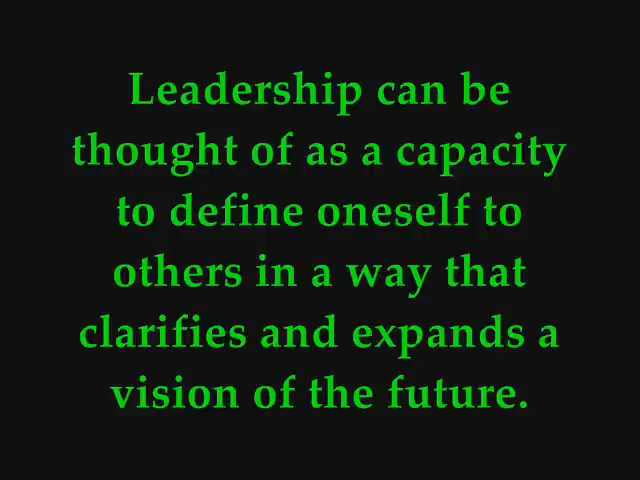 Leadership can be
thought of as a capacity
to define oneself to
others in a way that
clarifies and expands a
vision of the future.